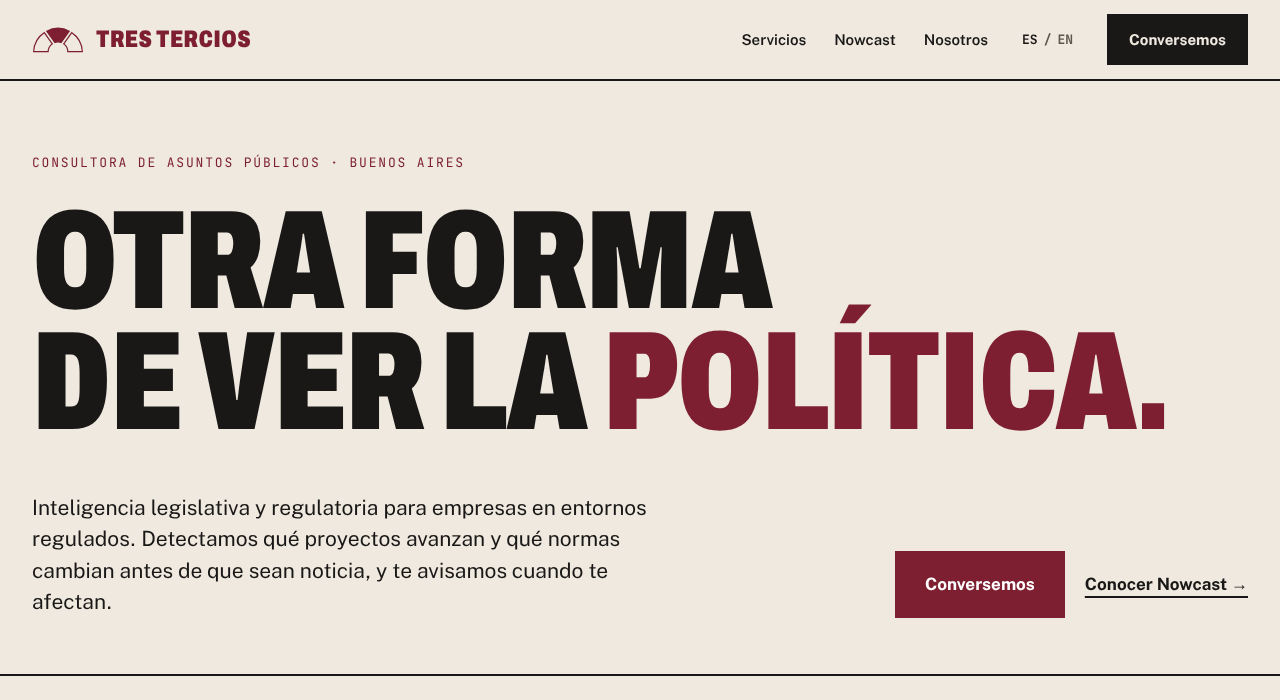 TRES TERCIOS
Servicios
Nowcast
Nosotros
ES / EN
Conversemos
CONSULTORA DE ASUNTOS PÚBLICOS · BUENOS AIRES
OTRA FORMA
DE VER LA POLÍTICA.
Inteligencia legislativa y regulatoria para empresas en entornos
regulados. Detectamos qué proyectos avanzan y qué normas
cambian antes de que sean noticia, y te avisamos cuando te
afectan.
Conversemos
Conocer Nowcast →